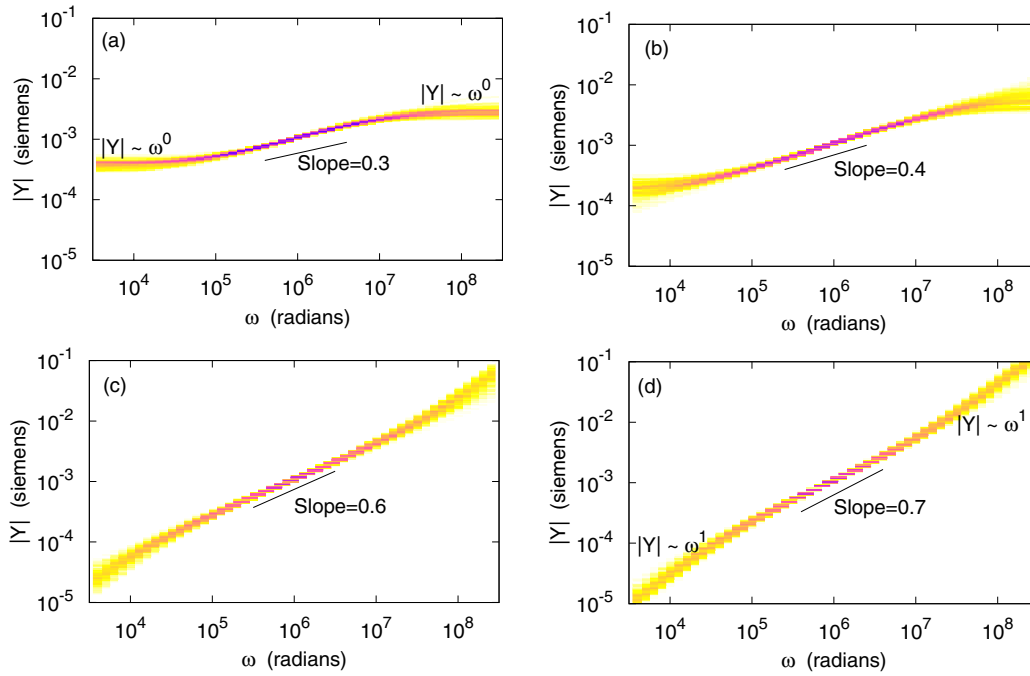 (a)
10^-1
10^-2
10^-3
10^-4
10^-5
|Y| (siemens)
|Y| ~ ω^0
|Y| ~ ω^0
Slope=0.3
10^4 10^5 10^6 10^7 10^8
ω (radians)
(b)
10^-1
10^-2
10^-3
10^-4
10^-5
|Y| (siemens)
Slope=0.4
10^4 10^5 10^6 10^7 10^8
ω (radians)
(c)
10^-1
10^-2
10^-3
10^-4
10^-5
|Y| (siemens)
Slope=0.6
10^4 10^5 10^6 10^7 10^8
ω (radians)
(d)
10^-1
10^-2
10^-3
10^-4
10^-5
|Y| (siemens)
|Y| ~ ω^1
Slope=0.7
|Y| ~ ω^1
10^4 10^5 10^6 10^7 10^8
ω (radians)